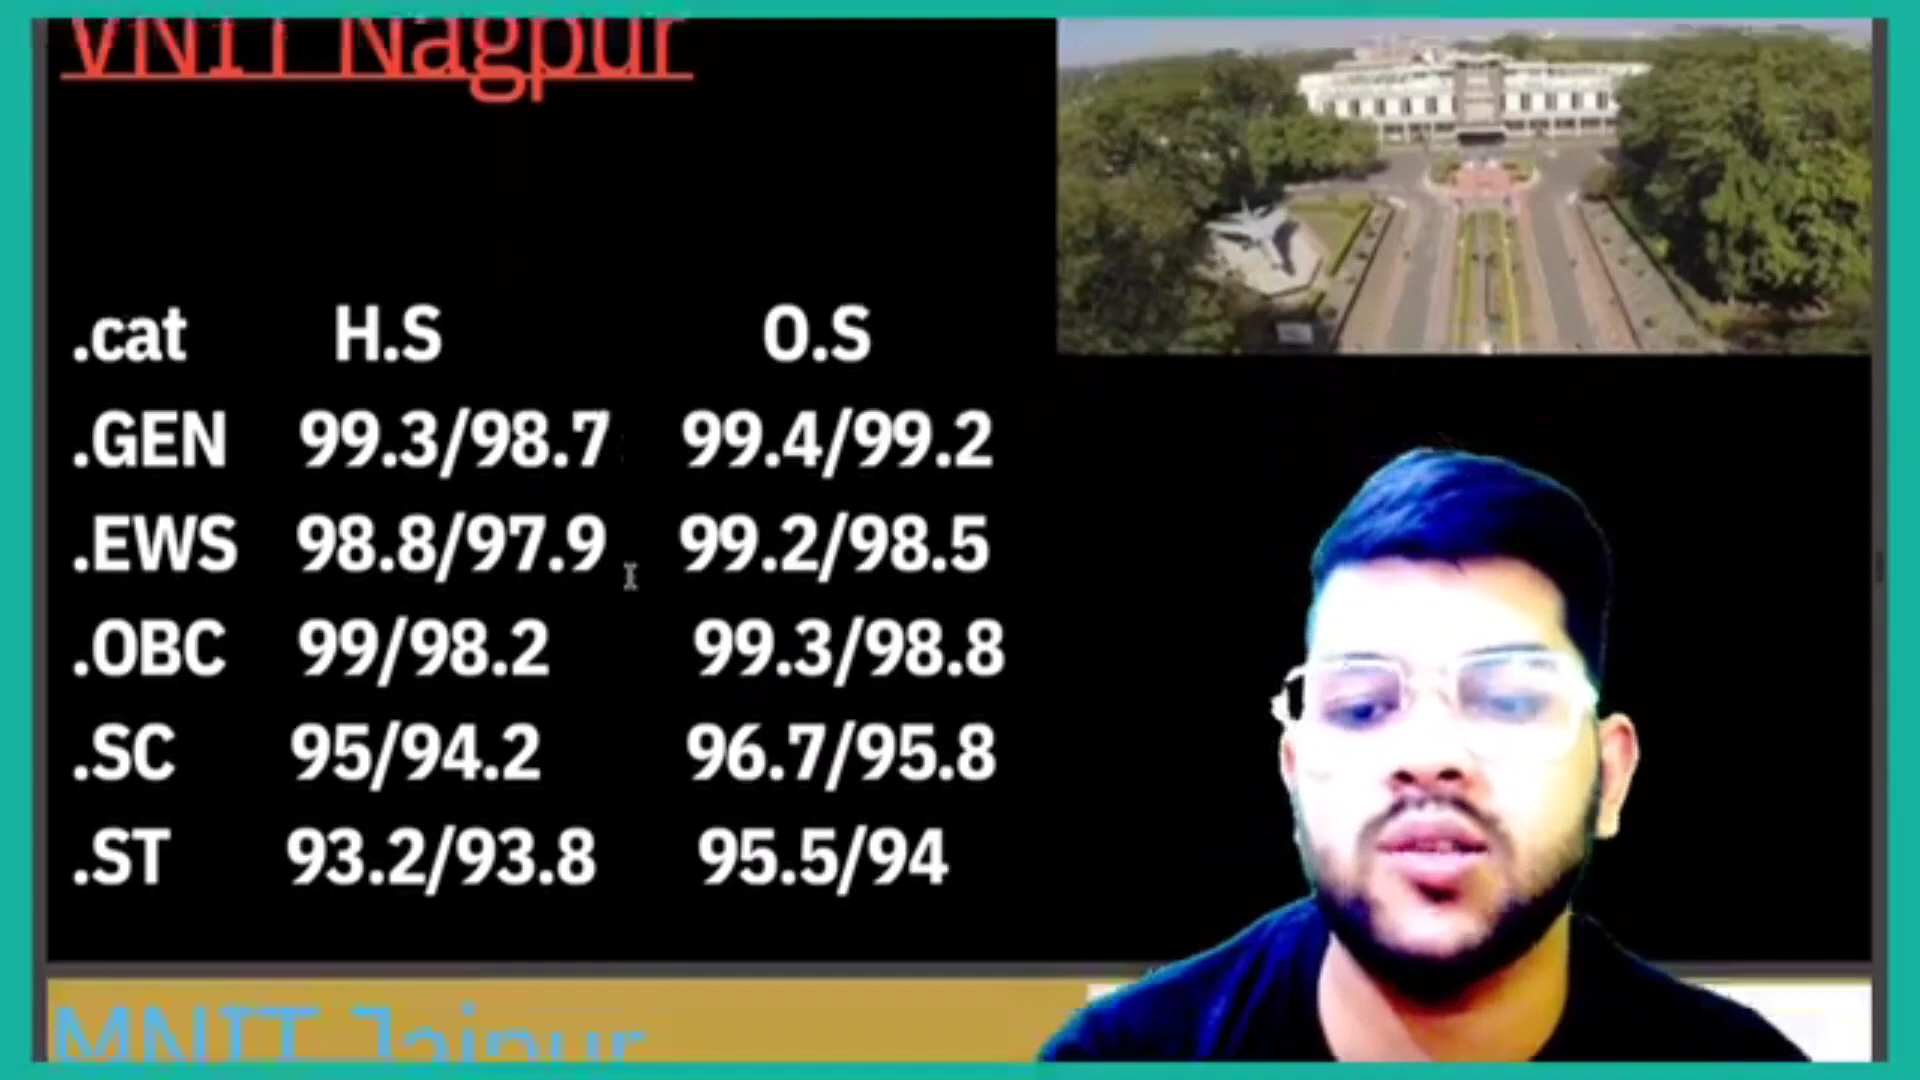 VNIT Nagpur
.cat H.S O.S
.GEN 99.3/98.7 99.4/99.2
.EWS 98.8/97.9 99.2/98.5
.OBC 99/98.2 99.3/98.8
.SC 95/94.2 96.7/95.8
.ST 93.2/93.8 95.5/94
MNIT Jaipur